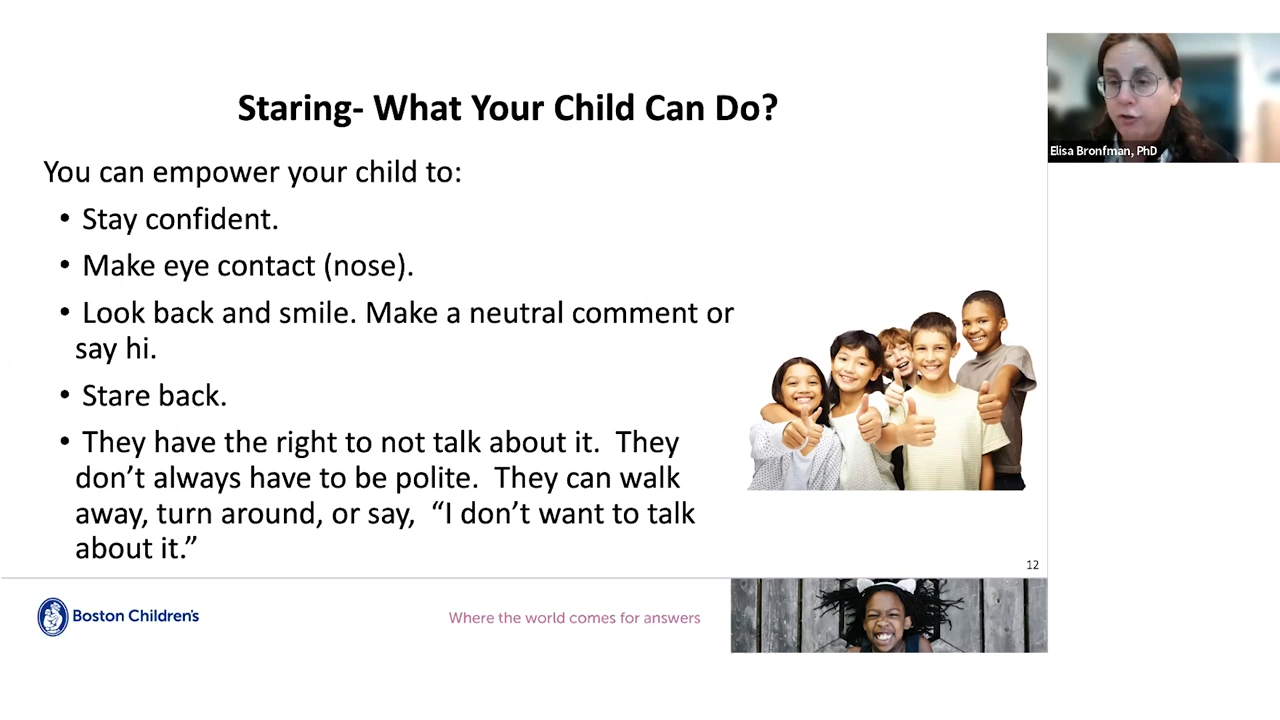 Staring- What Your Child Can Do?
You can empower your child to:
• Stay confident.
• Make eye contact (nose).
• Look back and smile. Make a neutral comment or
say hi.
• Stare back.
• They have the right to not talk about it.  They
don’t always have to be polite.  They can walk
away, turn around, or say,  “I don’t want to talk
about it.”
12
Boston Children's
Where the world comes for answers
Elisa Bronfman, PhD